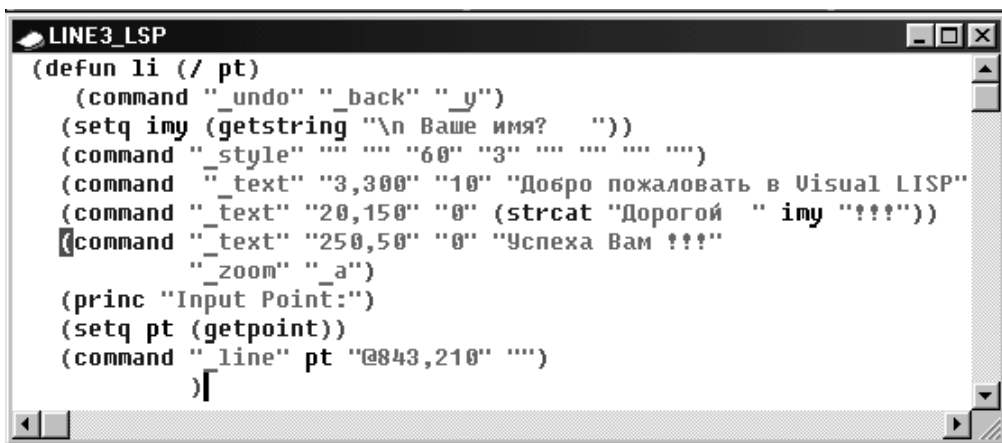 LINE3_LSP
(defun li (/ pt)
(command "_undo" "_back" "_y")
(setq imy (getstring "\n Ваше имя?   "))
(command "_style" "" "" "60" "3" "" "" "" "")
(command  "_text" "3,300" "10" "Добро пожаловать в Visual LISP"
(command "_text" "20,150" "0" (strcat "Дорогой  " imy "!!!"))
(command "_text" "250,50" "0" "Успеха Вам !!!"
"_zoom" "_a")
(princ "Input Point:")
(setq pt (getpoint))
(command "_line" pt "@843,210" "")
)